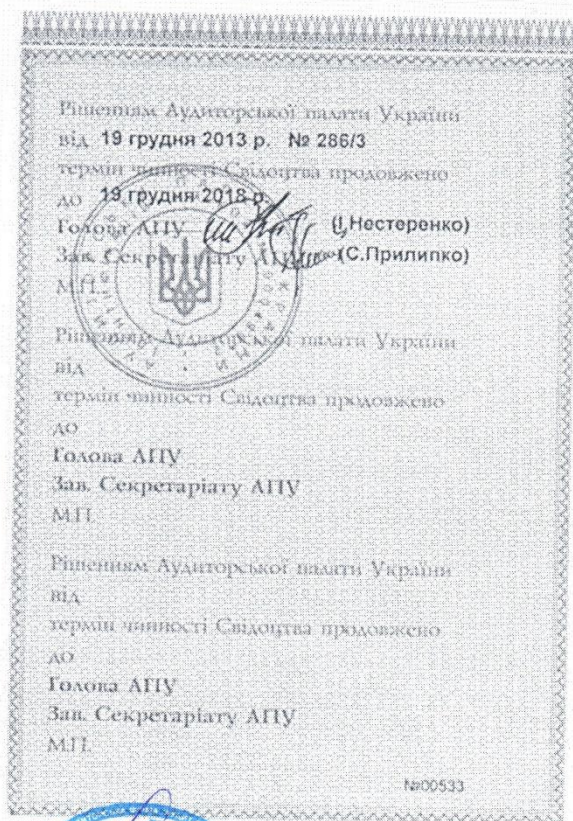 Рішенням Аудиторської палати України
від 19 грудня 2013 р. № 286/3
термін чинності Свідоцтва продовжено
до 19 грудня 2018 р.
Голова АПУ (І.Нестеренко)
Зав. Секретаріату АПУ (С.Прилипко)
М.П.
Рішенням Аудиторської палати України
від
термін чинності Свідоцтва продовжено
до
Голова АПУ
Зав. Секретаріату АПУ
М.П.
Рішенням Аудиторської палати України
від
термін чинності Свідоцтва продовжено
до
Голова АПУ
Зав. Секретаріату АПУ
М.П.
№00533